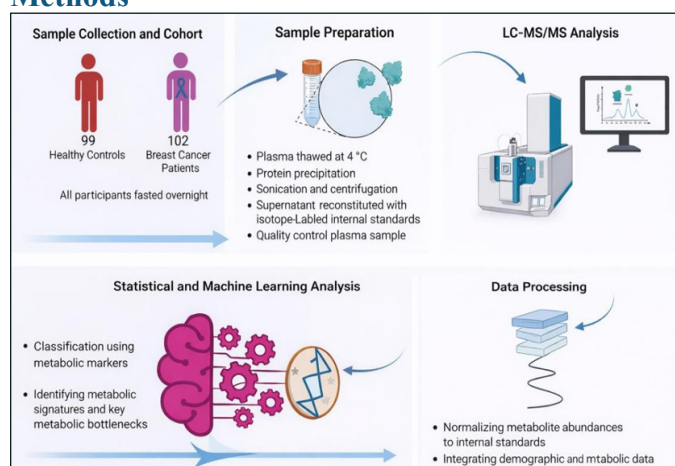 Methods
Sample Collection and Cohort
99
Healthy Controls
102
Breast Cancer
Patients
All participants fasted overnight
Sample Preparation
• Plasma thawed at 4 °C
• Protein precipitation
• Sonication and centrifugation
• Supernatant reconstituted with
isotope-Labled internal standards
• Quality control plasma sample
LC-MS/MS Analysis
Statistical and Machine Learning Analysis
• Classification using
metabolic markers
• Identifying metabolic
signatures and key
metabolic bottlenecks
Data Processing
• Normalizing metabolite abundances
to internal standards
• Integrating demographic and mtabolic data